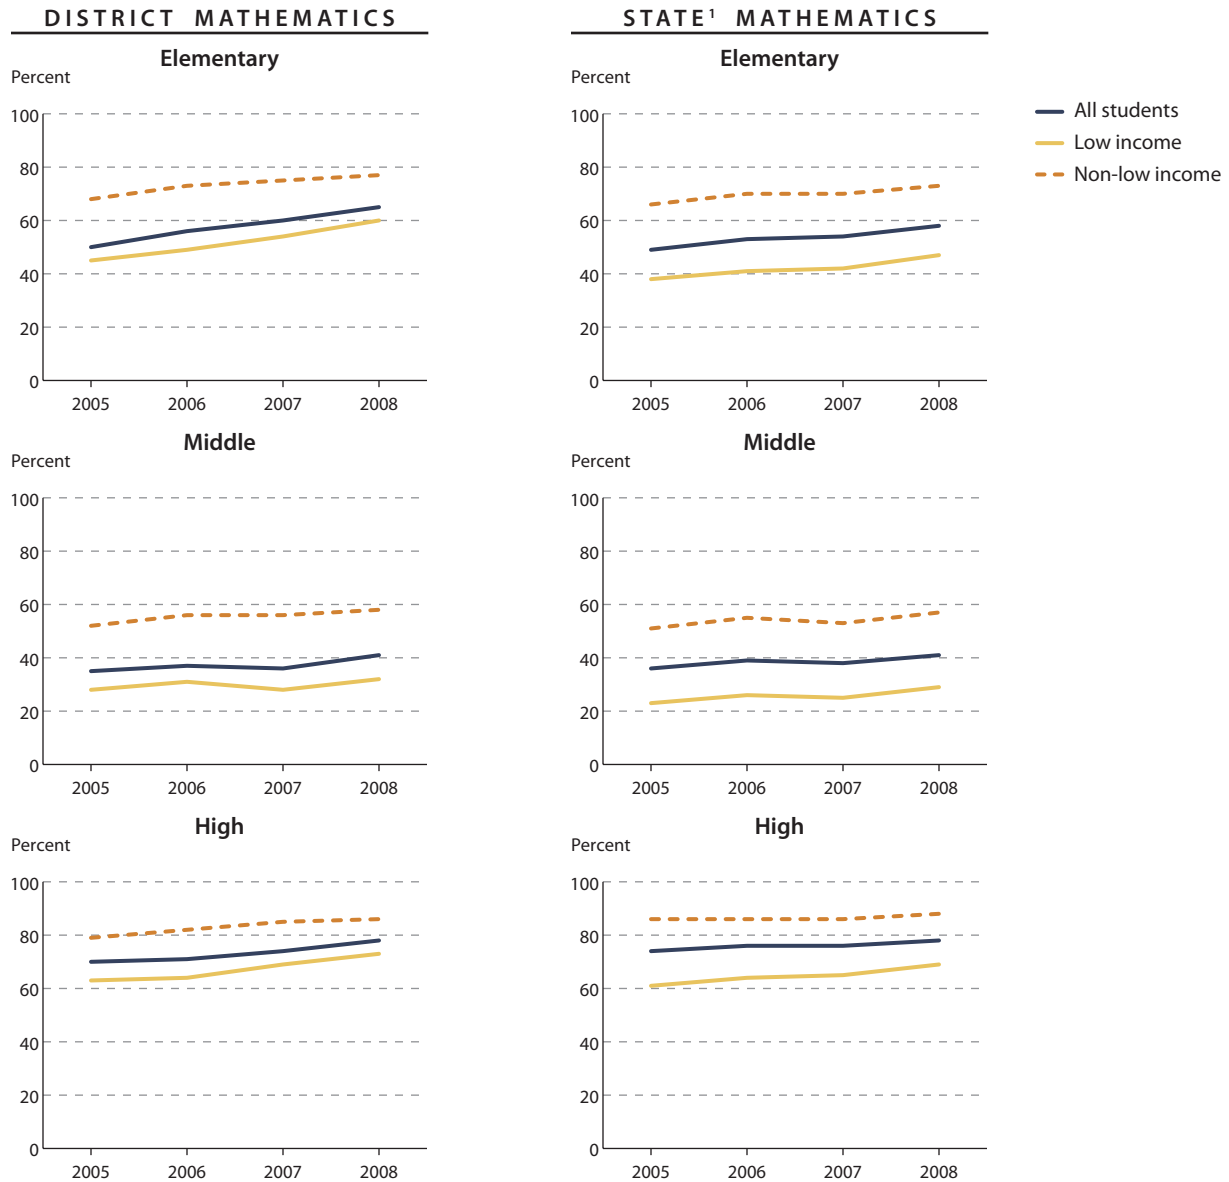 DISTRICT MATHEMATICS
Elementary
Percent
100
80
60
40
20
0
2005 2006 2007 2008
Middle
Percent
100
80
60
40
20
0
2005 2006 2007 2008
High
Percent
100
80
60
40
20
0
2005 2006 2007 2008
STATE¹ MATHEMATICS
Elementary
Percent
100
80
60
40
20
0
2005 2006 2007 2008
Middle
Percent
100
80
60
40
20
0
2005 2006 2007 2008
High
Percent
100
80
60
40
20
0
2005 2006 2007 2008
All students
Low income
Non-low income